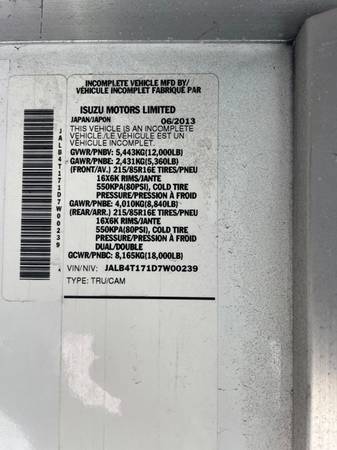 INCOMPLETE VEHICLE MFD BY/
VÉHICULE INCOMPLET FABRIQUÉ PAR
ISUZU MOTORS LIMITED
JAPAN/JAPON 06/2013
THIS VEHICLE IS AN INCOMPLETE
VEHICLE./LE VÉHICULE EST UN
VÉHICULE INCOMPLET.
GVWR/PNBV: 5,443KG(12,000LB)
GAWR/PNBE: 2,431KG(5,360LB)
(FRONT/AV.) 215/85R16E TIRES/PNEU
16X6K RIMS/JANTE
550KPA(80PSI), COLD TIRE
PRESSURE/PRESSION À FROID
GAWR/PNBE: 4,010KG(8,840LB)
(REAR/ARR.) 215/85R16E TIRES/PNEU
16X6K RIMS/JANTE
550KPA(80PSI), COLD TIRE
PRESSURE/PRESSION À FROID
DUAL/DOUBLE
GCWR/PNBC: 8,165KG(18,000LB)
VIN/NIV: JALB4T171D7W00239
TYPE: TRU/CAM
JALB4T171D7W00239